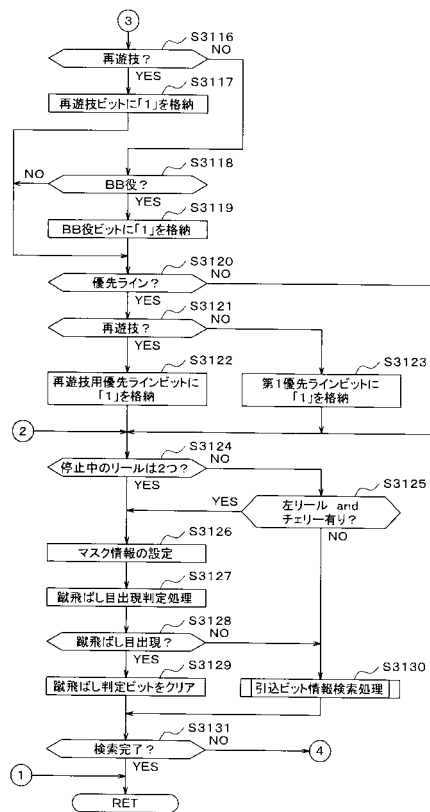 ③
S3116
再遊技?
NO
YES
S3117
再遊技ビットに「1」を格納
S3118
NO
BB役?
YES
S3119
BB役ビットに「1」を格納
S3120
優先ライン?
NO
YES
S3121
再遊技?
NO
YES
S3122
再遊技用優先ラインビットに
「1」を格納
S3123
第1優先ラインビットに
「1」を格納
②
S3124
停止中のリールは2つ?
NO
YES
S3125
YES
左リール and
チェリー有り?
NO
S3126
マスク情報の設定
S3127
蹴飛ばし目出現判定処理
S3128
蹴飛ばし目出現?
NO
YES
S3129
蹴飛ばし判定ビットをクリア
S3130
引込ビット情報検索処理
S3131
検索完了?
NO
④
YES
①
RET